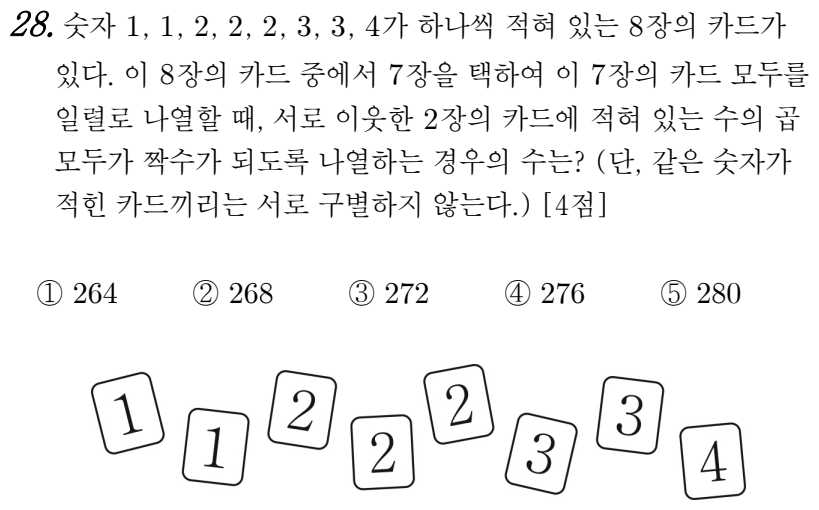 28. 숫자 1, 1, 2, 2, 2, 3, 3, 4가 하나씩 적혀 있는 8장의 카드가
있다. 이 8장의 카드 중에서 7장을 택하여 이 7장의 카드 모두를
일렬로 나열할 때, 서로 이웃한 2장의 카드에 적혀 있는 수의 곱
모두가 짝수가 되도록 나열하는 경우의 수는? (단, 같은 숫자가
적힌 카드끼리는 서로 구별하지 않는다.) [4점]
① 264 ② 268 ③ 272 ④ 276 ⑤ 280
1 1 2 2 2 3 3 4